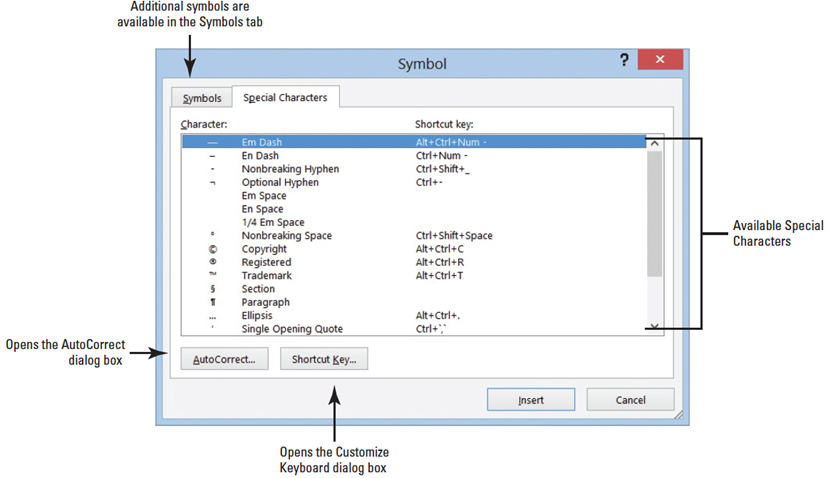 Additional symbols are
available in the Symbols tab
Symbol
?
Symbols Special Characters
Character: Shortcut key:
— Em Dash Alt+Ctrl+Num -
– En Dash Ctrl+Num -
- Nonbreaking Hyphen Ctrl+Shift+_
¬ Optional Hyphen Ctrl+-
Em Space
En Space
1/4 Em Space
° Nonbreaking Space Ctrl+Shift+Space
© Copyright Alt+Ctrl+C
® Registered Alt+Ctrl+R
™ Trademark Alt+Ctrl+T
§ Section
¶ Paragraph
… Ellipsis Alt+Ctrl+.
‘ Single Opening Quote Ctrl+`,`
Available Special
Characters
Opens the AutoCorrect
dialog box
AutoCorrect... Shortcut Key...
Insert Cancel
Opens the Customize
Keyboard dialog box